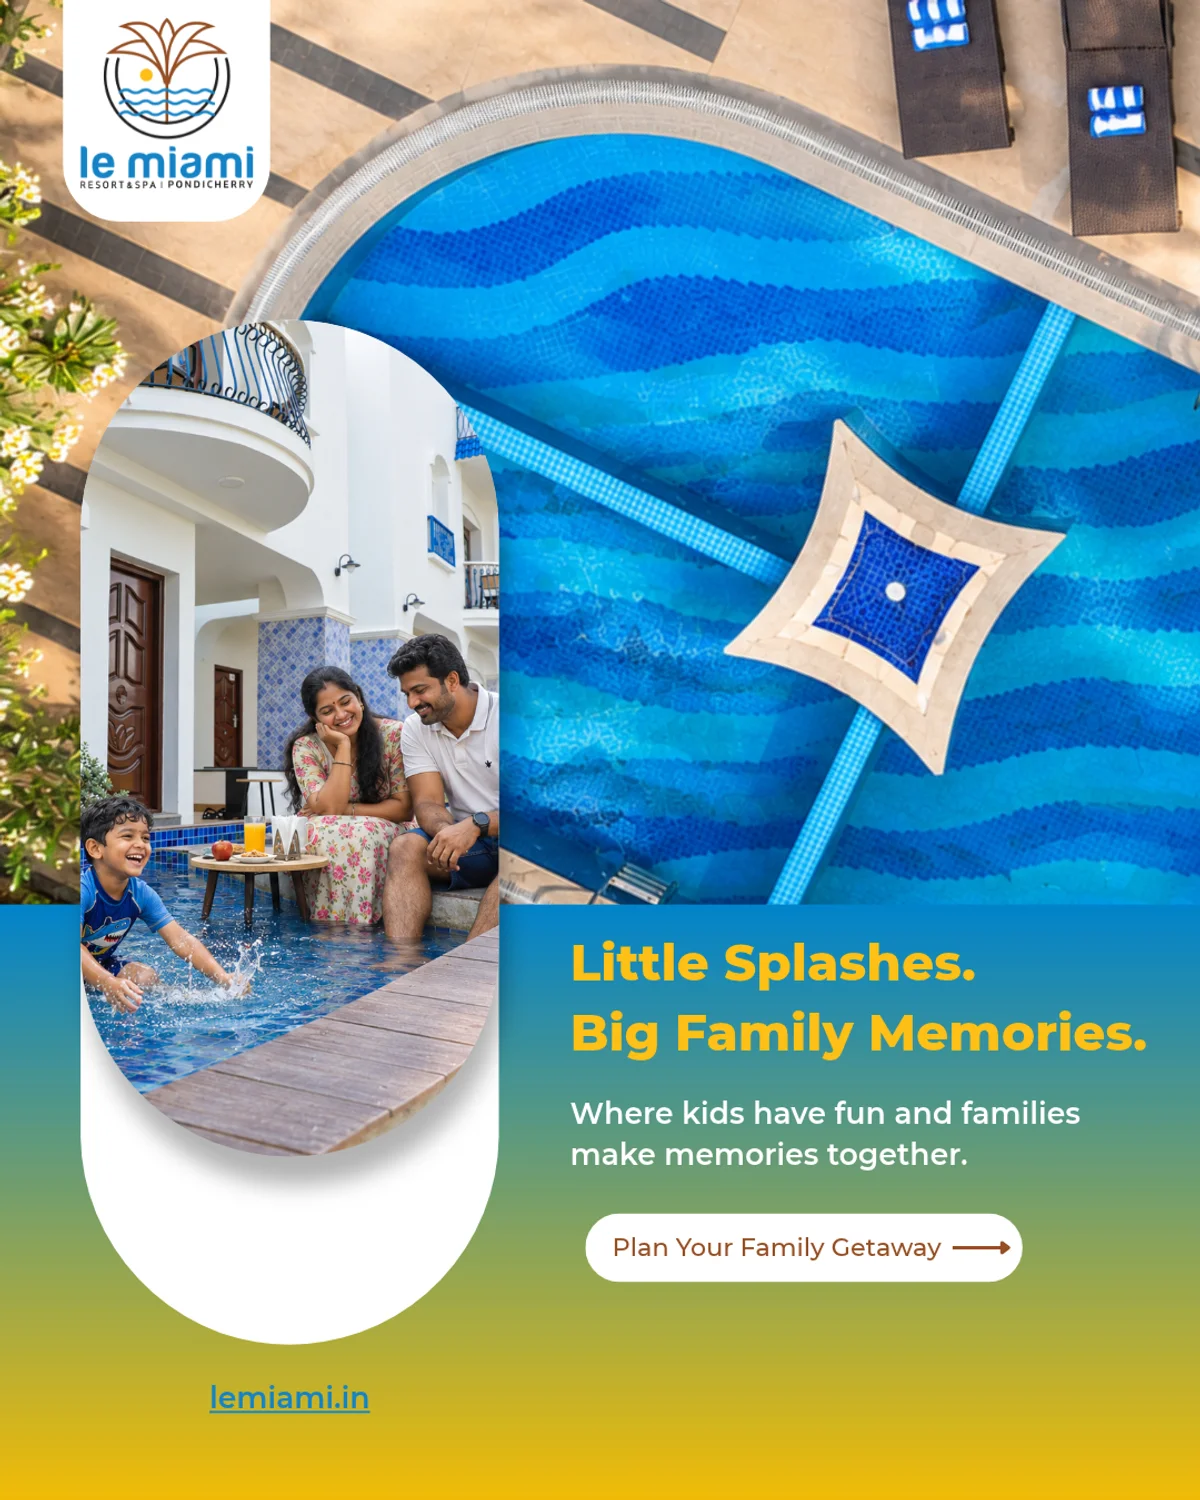 le miami
RESORT & SPA | PONDICHERRY
Little Splashes.
Big Family Memories.
Where kids have fun and families
make memories together.
Plan Your Family Getaway
lemiami.in